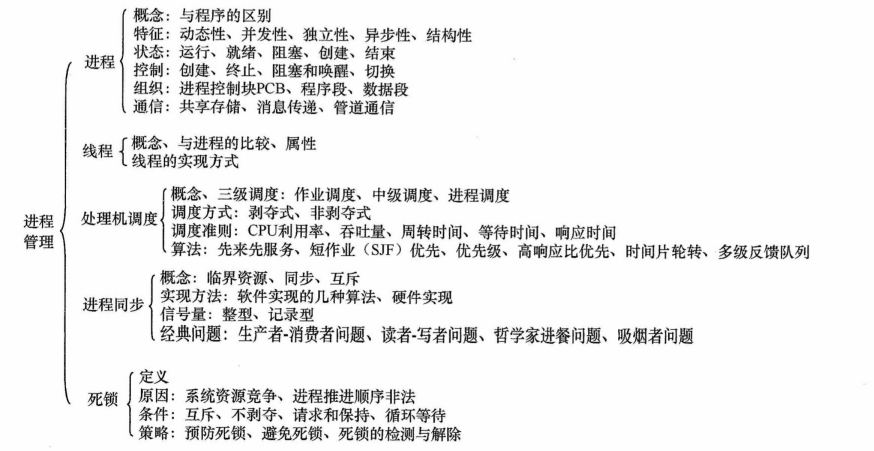 概念：与程序的区别
特征：动态性、并发性、独立性、异步性、结构性
状态：运行、就绪、阻塞、创建、结束
进程
控制：创建、终止、阻塞和唤醒、切换
组织：进程控制块PCB、程序段、数据段
通信：共享存储、消息传递、管道通信
线程
概念、与进程的比较、属性
线程的实现方式
进程
管理
处理机调度
概念、三级调度：作业调度、中级调度、进程调度
调度方式：剥夺式、非剥夺式
调度准则：CPU利用率、吞吐量、周转时间、等待时间、响应时间
算法：先来先服务、短作业（SJF）优先、优先级、高响应比优先、时间片轮转、多级反馈队列
进程同步
概念：临界资源、同步、互斥
实现方法：软件实现的几种算法、硬件实现
信号量：整型、记录型
经典问题：生产者-消费者问题、读者-写者问题、哲学家进餐问题、吸烟者问题
死锁
定义
原因：系统资源竞争、进程推进顺序非法
条件：互斥、不剥夺、请求和保持、循环等待
策略：预防死锁、避免死锁、死锁的检测与解除